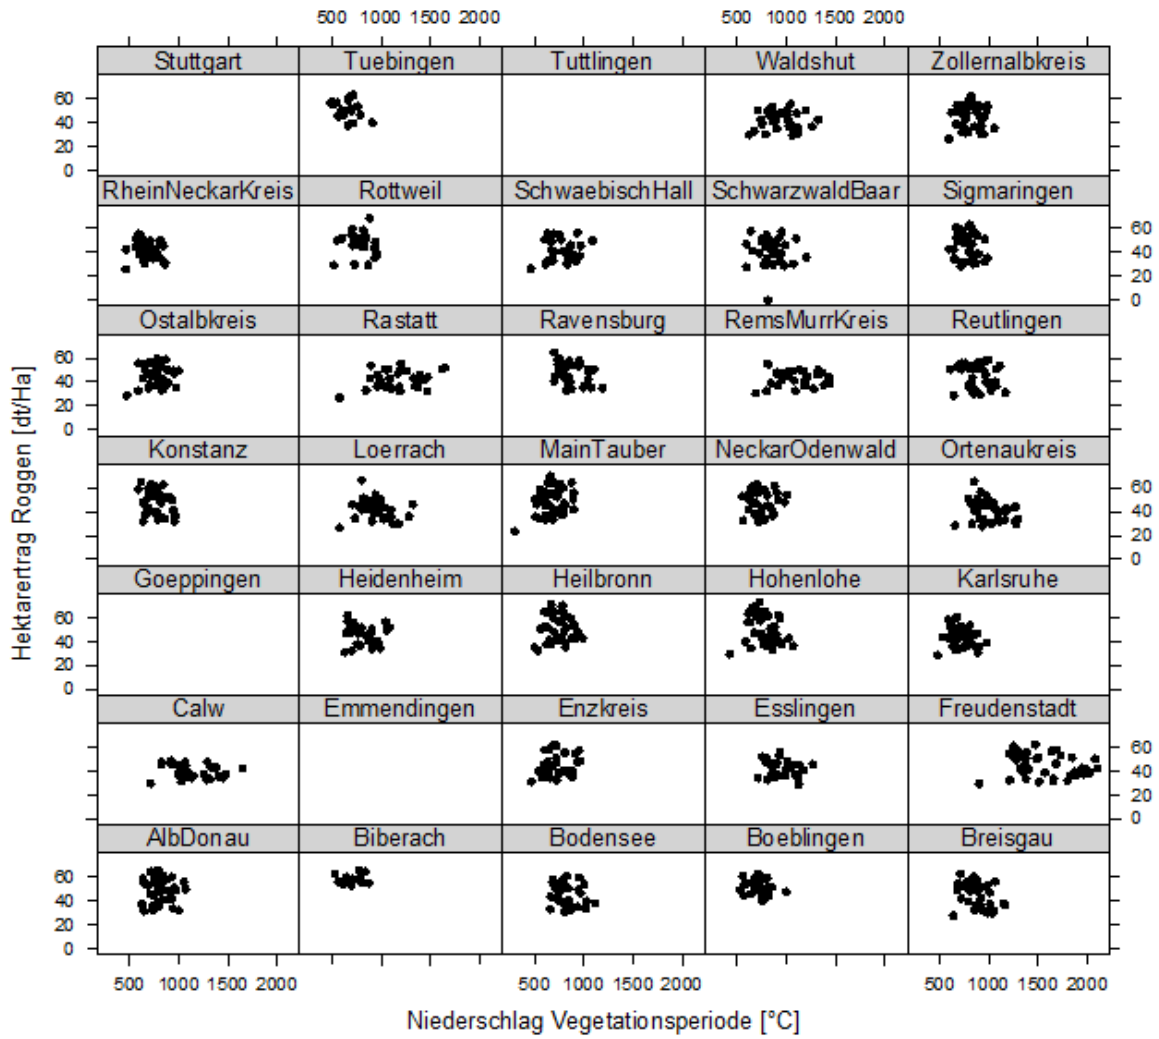 500 1000 1500 2000 500 1000 1500 2000
Stuttgart Tuebingen Tuttlingen Waldshut Zollernalbkreis
60
40
20
0
RheinNeckarKreis Rottweil SchwaebischHall SchwarzwaldBaar Sigmaringen
60
40
20
0
Ostalbkreis Rastatt Ravensburg RemsMurrKreis Reutlingen
60
40
20
0
Konstanz Loerrach MainTauber NeckarOdenwald Ortenaukreis
60
40
20
0
Goeppingen Heidenheim Heilbronn Hohenlohe Karlsruhe
60
40
20
0
Calw Emmendingen Enzkreis Esslingen Freudenstadt
60
40
20
0
AlbDonau Biberach Bodensee Boeblingen Breisgau
60
40
20
0
500 1000 1500 2000 500 1000 1500 2000 500 1000 1500 2000
Niederschlag Vegetationsperiode [°C]
Hektarertrag Roggen [dt/Ha]